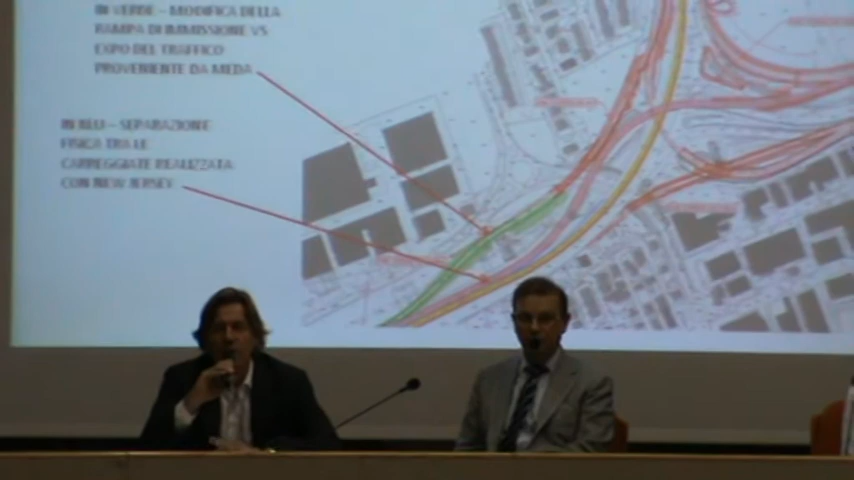 IN VERDE – MODIFICA DELLA
RAMPA DI IMMISSIONE VS
EXPO DEL TRAFFICO
PROVENIENTE DA MEDA
IN BLU – SEPARAZIONE
FISICA TRA LE
CARREGGIATE REALIZZATA
CON NEW JERSEY